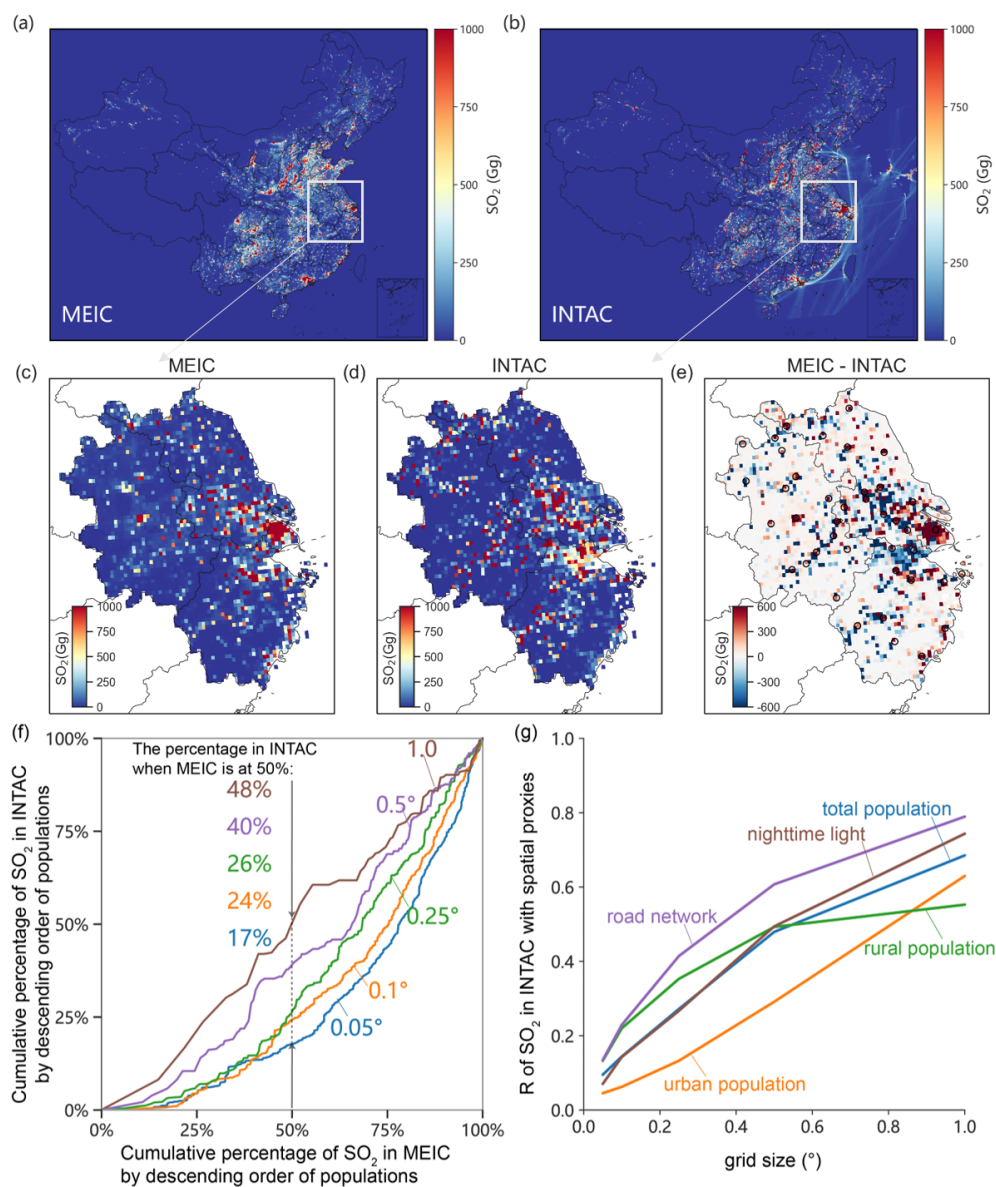 (a)
1000
750
500
250
0
SO2 (Gg)
MEIC
(b)
1000
750
500
250
0
SO2 (Gg)
INTAC
(c)
MEIC
1000
750
500
250
0
SO2(Gg)
(d)
INTAC
1000
750
500
250
0
SO2(Gg)
(e)
MEIC - INTAC
600
300
0
-300
-600
SO2(Gg)
(f)
100%
75%
50%
25%
0%
Cumulative percentage of SO2 in INTAC
by descending order of populations
The percentage in INTAC
when MEIC is at 50%:
48%
40%
26%
24%
17%
1.0
0.5°
0.25°
0.1°
0.05°
0%
25%
50%
75%
100%
Cumulative percentage of SO2 in MEIC
by descending order of populations
(g)
1.0
0.8
0.6
0.4
0.2
0.0
R of SO2 in INTAC with spatial proxies
total population
nighttime light
road network
rural population
urban population
0.0
0.2
0.4
0.6
0.8
1.0
grid size (°)